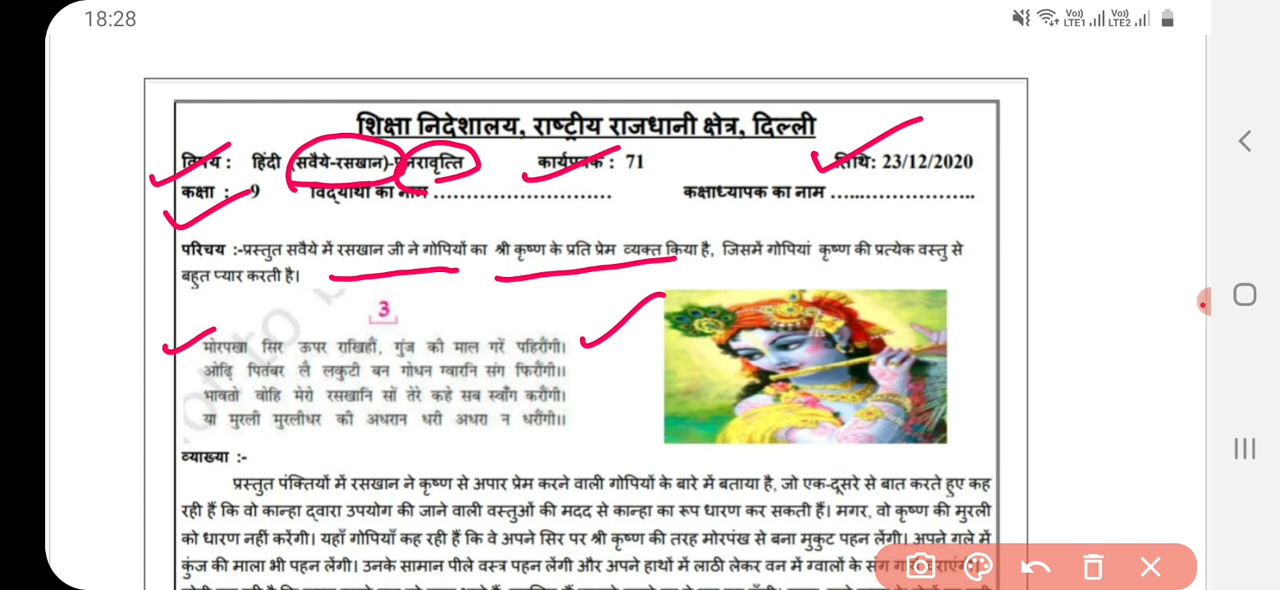 18:28
Vo)) LTE1 Vo)) LTE2
शिक्षा निदेशालय, राष्ट्रीय राजधानी क्षेत्र, दिल्ली
विषय : हिंदी (सवैये-रसखान)-पुनरावृत्ति कार्यपत्रक : 71 तिथि: 23/12/2020
कक्षा : 9 विद्यार्थी का नाम ........................... कक्षाध्यापक का नाम ......................
परिचय :-प्रस्तुत सवैये में रसखान जी ने गोपियों का श्री कृष्ण के प्रति प्रेम व्यक्त किया है, जिसमें गोपियां कृष्ण की प्रत्येक वस्तु से
बहुत प्यार करती है।
3
मोरपखा सिर ऊपर राखिहौं, गुंज की माल गरें पहिरौंगी।
ओढ़ि पितंबर लै लकुटी बन गोधन ग्वारनि संग फिरौंगी।।
भावतो वोहि मेरो रसखानि सों तेरे कहे सब स्वाँग करौंगी।
या मुरली मुरलीधर की अधरान धरी अधरा न धरौंगी।।
व्याख्या :-
प्रस्तुत पंक्तियों में रसखान ने कृष्ण से अपार प्रेम करने वाली गोपियों के बारे में बताया है, जो एक-दूसरे से बात करते हुए कह
रही हैं कि वो कान्हा द्वारा उपयोग की जाने वाली वस्तुओं की मदद से कान्हा का रूप धारण कर सकती हैं। मगर, वो कृष्ण की मुरली
को धारण नहीं करेंगी। यहाँ गोपियाँ कह रही हैं कि वे अपने सिर पर श्री कृष्ण की तरह मोरपंख से बना मुकुट पहन लेंगी। अपने गले में
कुंज की माला भी पहन लेंगी। उनके सामान पीले वस्त्र पहन लेंगी और अपने हाथों में लाठी लेकर वन में ग्वालों के संग